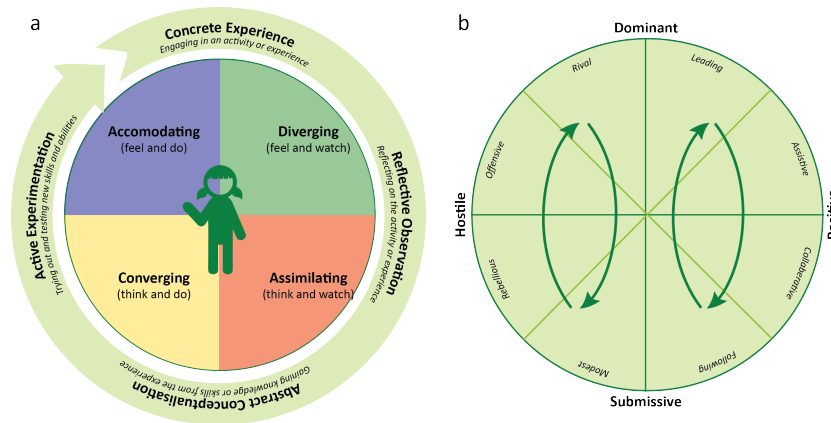 a
Concrete Experience
Engaging in an activity or experience
Reflective Observation
Reflecting on the activity or experience
Abstract Conceptualisation
Gaining knowledge or skills from the experience
Active Experimentation
Trying out and testing new skills and abilities
Accomodating
(feel and do)
Diverging
(feel and watch)
Converging
(think and do)
Assimilating
(think and watch)
b
Dominant
Rival
Leading
Offensive
Assistive
Hostile
Rebellious
Collaberative
Modest
Following
Submissive